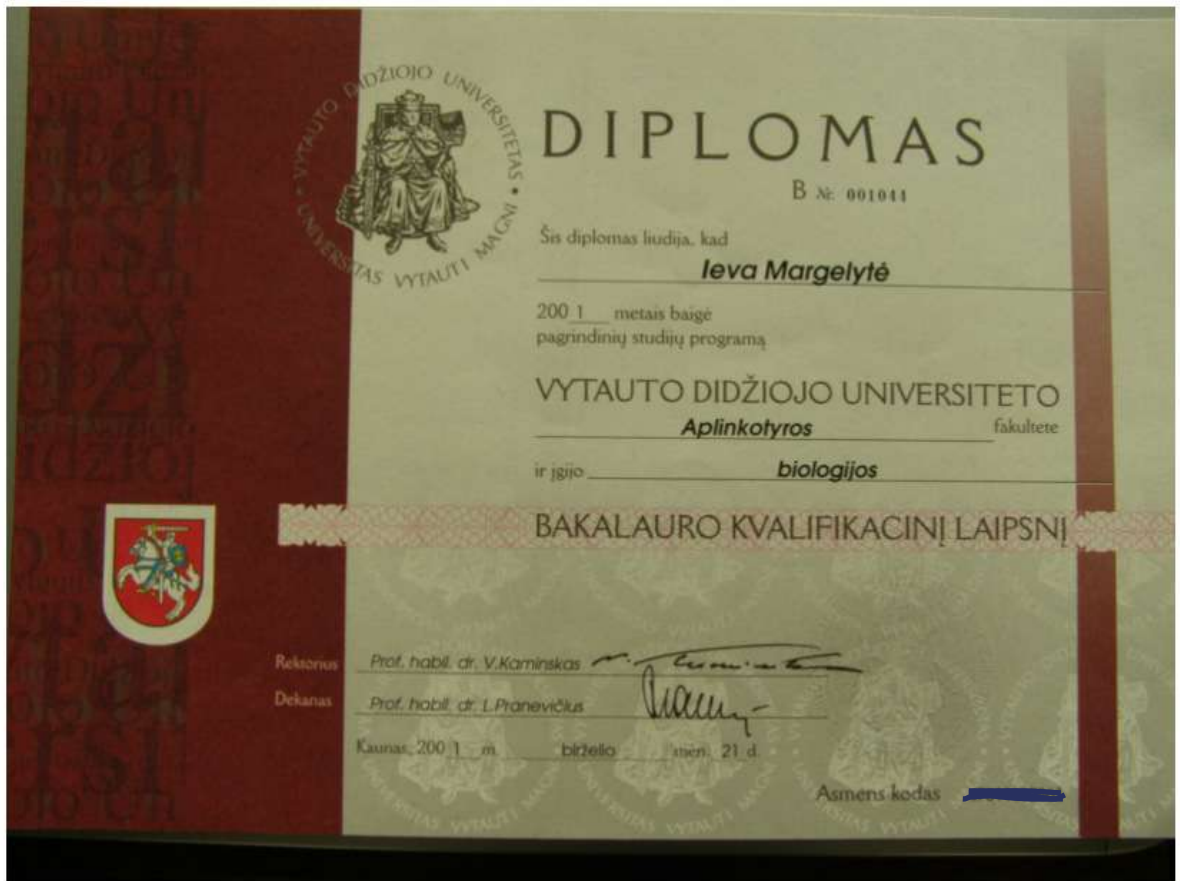 VYTAUTO DIDŽIOJO UNIVERSITETAS • UNIVERSITAS VYTAUTI MAGNI •
DIPLOMAS
B Nr. 001044
Šis diplomas liudija, kad
Ieva Margelytė
200 1 metais baigė
pagrindinių studijų programą
VYTAUTO DIDŽIOJO UNIVERSITETO
Aplinkotyros fakultete
ir įgijo biologijos
BAKALAURO KVALIFIKACINĮ LAIPSNĮ
Rektorius Prof. habil. dr. V.Kaminskas
Dekanas Prof. habil. dr. L.Pranevičius
Kaunas, 200 1 m. birželio mėn. 21 d.
Asmens kodas